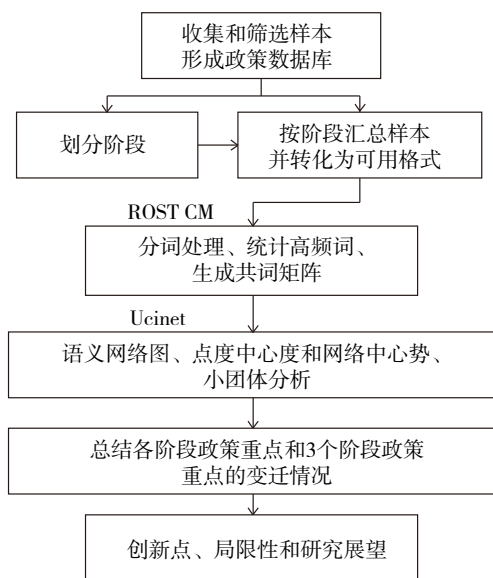 收集和筛选样本
形成政策数据库
划分阶段
按阶段汇总样本
并转化为可用格式
ROST CM
分词处理、统计高频词、
生成共词矩阵
Ucinet
语义网络图、点度中心度和网络中心势、
小团体分析
总结各阶段政策重点和3个阶段政策
重点的变迁情况
创新点、局限性和研究展望